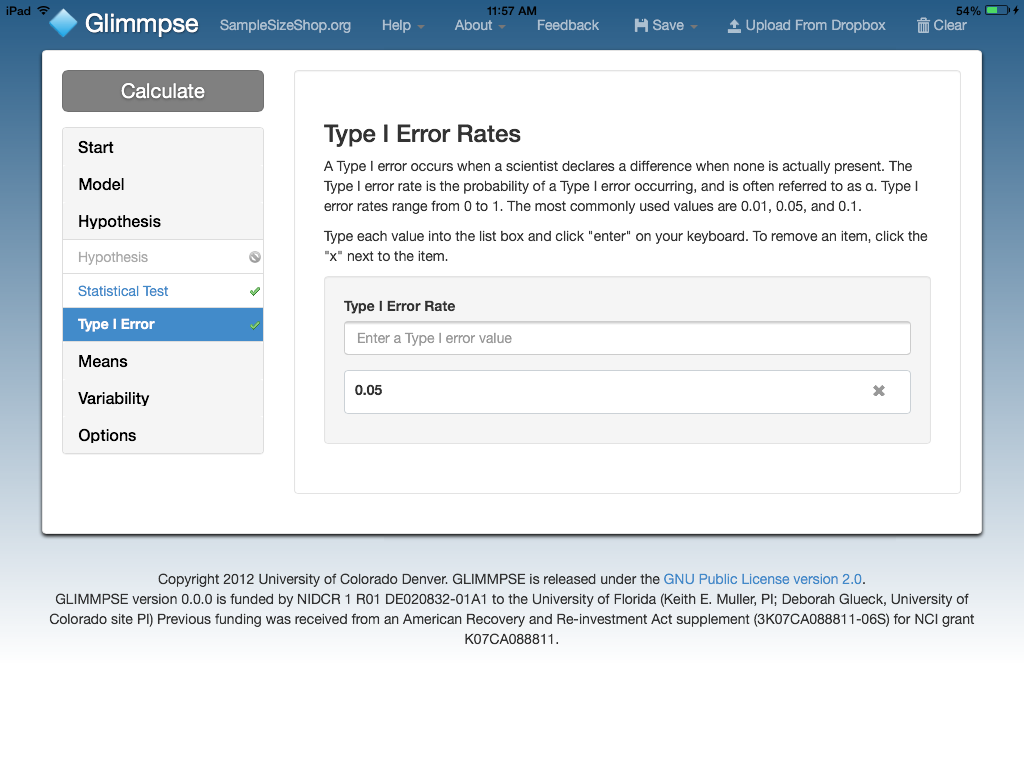 iPad 11:57 AM 54%
Glimmpse SampleSizeShop.org Help About Feedback Save Upload From Dropbox Clear
Calculate
Start
Model
Hypothesis
Hypothesis
Statistical Test
Type I Error
Means
Variability
Options
Type I Error Rates
A Type I error occurs when a scientist declares a difference when none is actually present. The
Type I error rate is the probability of a Type I error occurring, and is often referred to as α. Type I
error rates range from 0 to 1. The most commonly used values are 0.01, 0.05, and 0.1.
Type each value into the list box and click "enter" on your keyboard. To remove an item, click the
"x" next to the item.
Type I Error Rate
Enter a Type I error value
0.05
Copyright 2012 University of Colorado Denver. GLIMMPSE is released under the GNU Public License version 2.0.
GLIMMPSE version 0.0.0 is funded by NIDCR 1 R01 DE020832-01A1 to the University of Florida (Keith E. Muller, PI; Deborah Glueck, University of
Colorado site PI) Previous funding was received from an American Recovery and Re-investment Act supplement (3K07CA088811-06S) for NCI grant
K07CA088811.